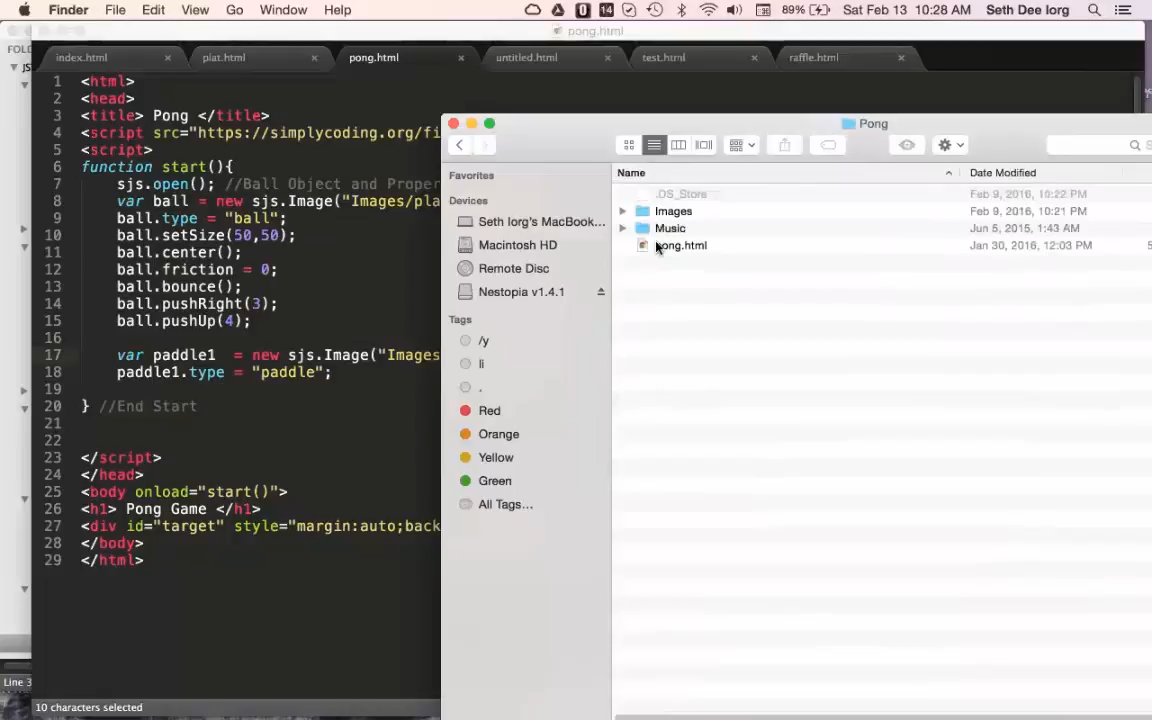 Finder File Edit View Go Window Help 14 89% Sat Feb 13 10:28 AM Seth Dee Iorg
pong.html
FOL
index.html × plat.html × pong.html × untitled.html × test.html × raffle.html ×
1 <html>
2 <head>
3 <title> Pong </title>
4 <script src="https://simplycoding.org/fi
5 <script>
6 function start(){
7 sjs.open(); //Ball Object and Proper
8 var ball = new sjs.Image("Images/pla
9 ball.type = "ball";
10 ball.setSize(50,50);
11 ball.center();
12 ball.friction = 0;
13 ball.bounce();
14 ball.pushRight(3);
15 ball.pushUp(4);
16
17 var paddle1 = new sjs.Image("Images
18 paddle1.type = "paddle";
19
20 } //End Start
21
22
23 </script>
24 </head>
25 <body onload="start()">
26 <h1> Pong Game </h1>
27 <div id="target" style="margin:auto;back
28 </body>
29 </html>
Line 3
10 characters selected
Pong
Favorites
Devices
Seth Iorg's MacBook...
Macintosh HD
Remote Disc
Nestopia v1.4.1
Tags
/y
li
.
Red
Orange
Yellow
Green
All Tags...
Name Date Modified
.DS_Store Feb 9, 2016, 10:22 PM
Images Feb 9, 2016, 10:21 PM
Music Jun 5, 2015, 1:43 AM
pong.html Jan 30, 2016, 12:03 PM